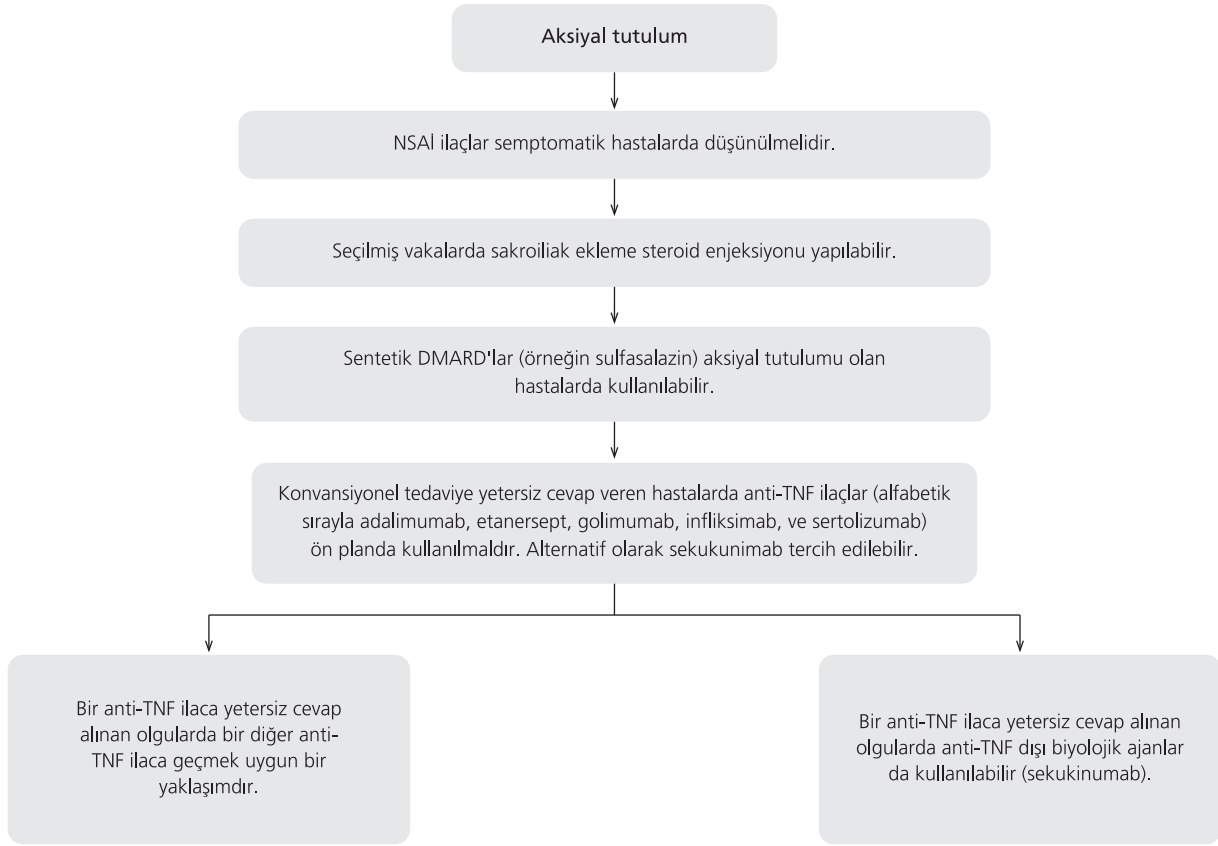 Aksiyal tutulum
NSAİ ilaçlar semptomatik hastalarda düşünülmelidir.
Seçilmiş vakalarda sakroiliak ekleme steroid enjeksiyonu yapılabilir.
Sentetik DMARD'lar (örneğin sulfasalazin) aksiyal tutulumu olan
hastalarda kullanılabilir.
Konvansiyonel tedaviye yetersiz cevap veren hastalarda anti-TNF ilaçlar (alfabetik
sırayla adalimumab, etanersept, golimumab, infliksimab, ve sertolizumab)
ön planda kullanılmaldır. Alternatif olarak sekukunimab tercih edilebilir.
Bir anti-TNF ilaca yetersiz cevap
alınan olgularda bir diğer anti-
TNF ilaca geçmek uygun bir
yaklaşımdır.
Bir anti-TNF ilaca yetersiz cevap alınan
olgularda anti-TNF dışı biyolojik ajanlar
da kullanılabilir (sekukinumab).